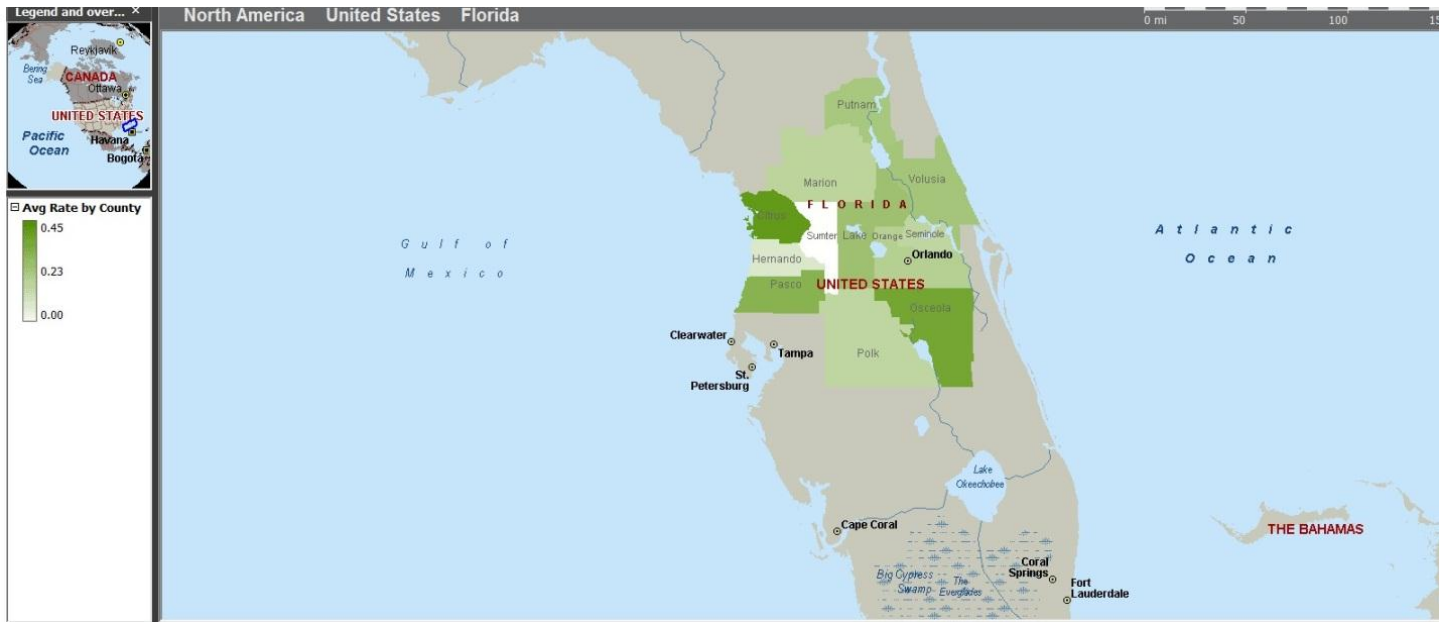 Legend and over... ×
North America United States Florida
0 mi 50 100 15
Reykjavik
Bering
Sea
CANADA
Ottawa
UNITED STATES
Pacific
Ocean
Havana
Bogota
Avg Rate by County
0.45
0.23
0.00
Putnam
Marion
Volusia
FLORIDA
Citrus
Sumter
Lake
Orange
Seminole
Orlando
Hernando
Pasco
UNITED STATES
Osceola
Polk
Gulf of
Mexico
Atlantic
Ocean
Clearwater
Tampa
St.
Petersburg
Lake
Okeechobee
Cape Coral
THE BAHAMAS
Big Cypress
Swamp
The
Everglades
Coral
Springs
Fort
Lauderdale